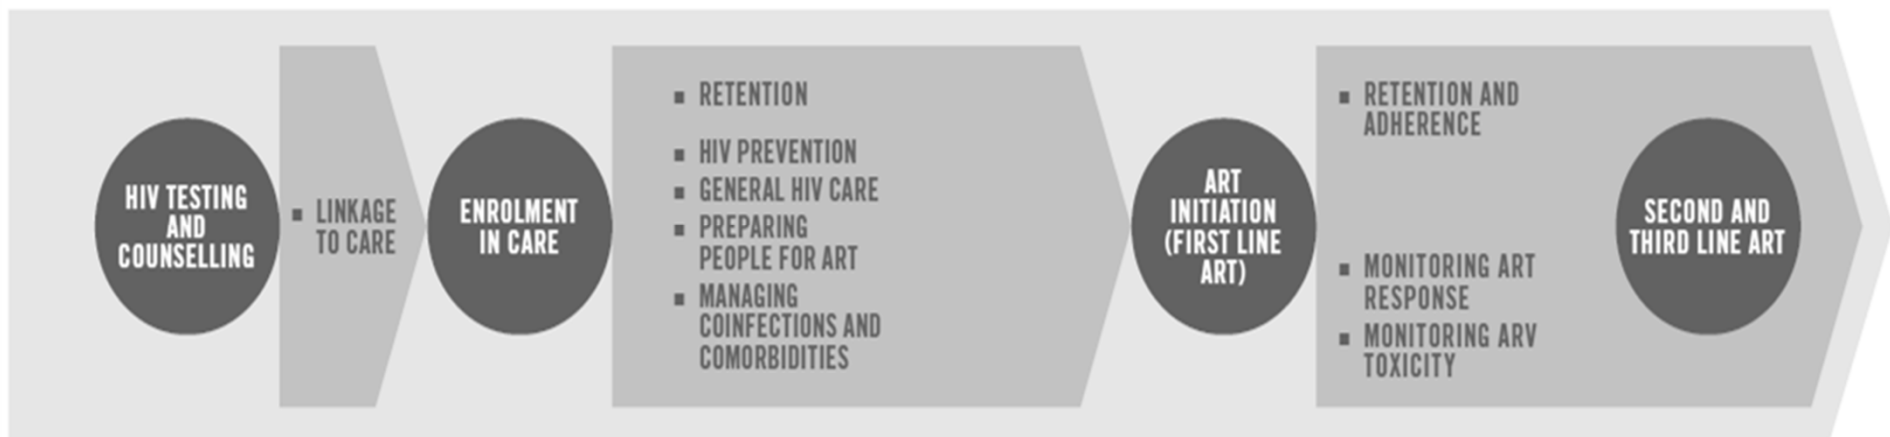 HIV TESTING
AND
COUNSELLING
▪ LINKAGE
TO CARE
ENROLMENT
IN CARE
▪ RETENTION
▪ HIV PREVENTION
▪ GENERAL HIV CARE
▪ PREPARING
PEOPLE FOR ART
▪ MANAGING
COINFECTIONS AND
COMORBIDITIES
ART
INITIATION
(FIRST LINE
ART)
▪ RETENTION AND
ADHERENCE
▪ MONITORING ART
RESPONSE
▪ MONITORING ARV
TOXICITY
SECOND AND
THIRD LINE ART